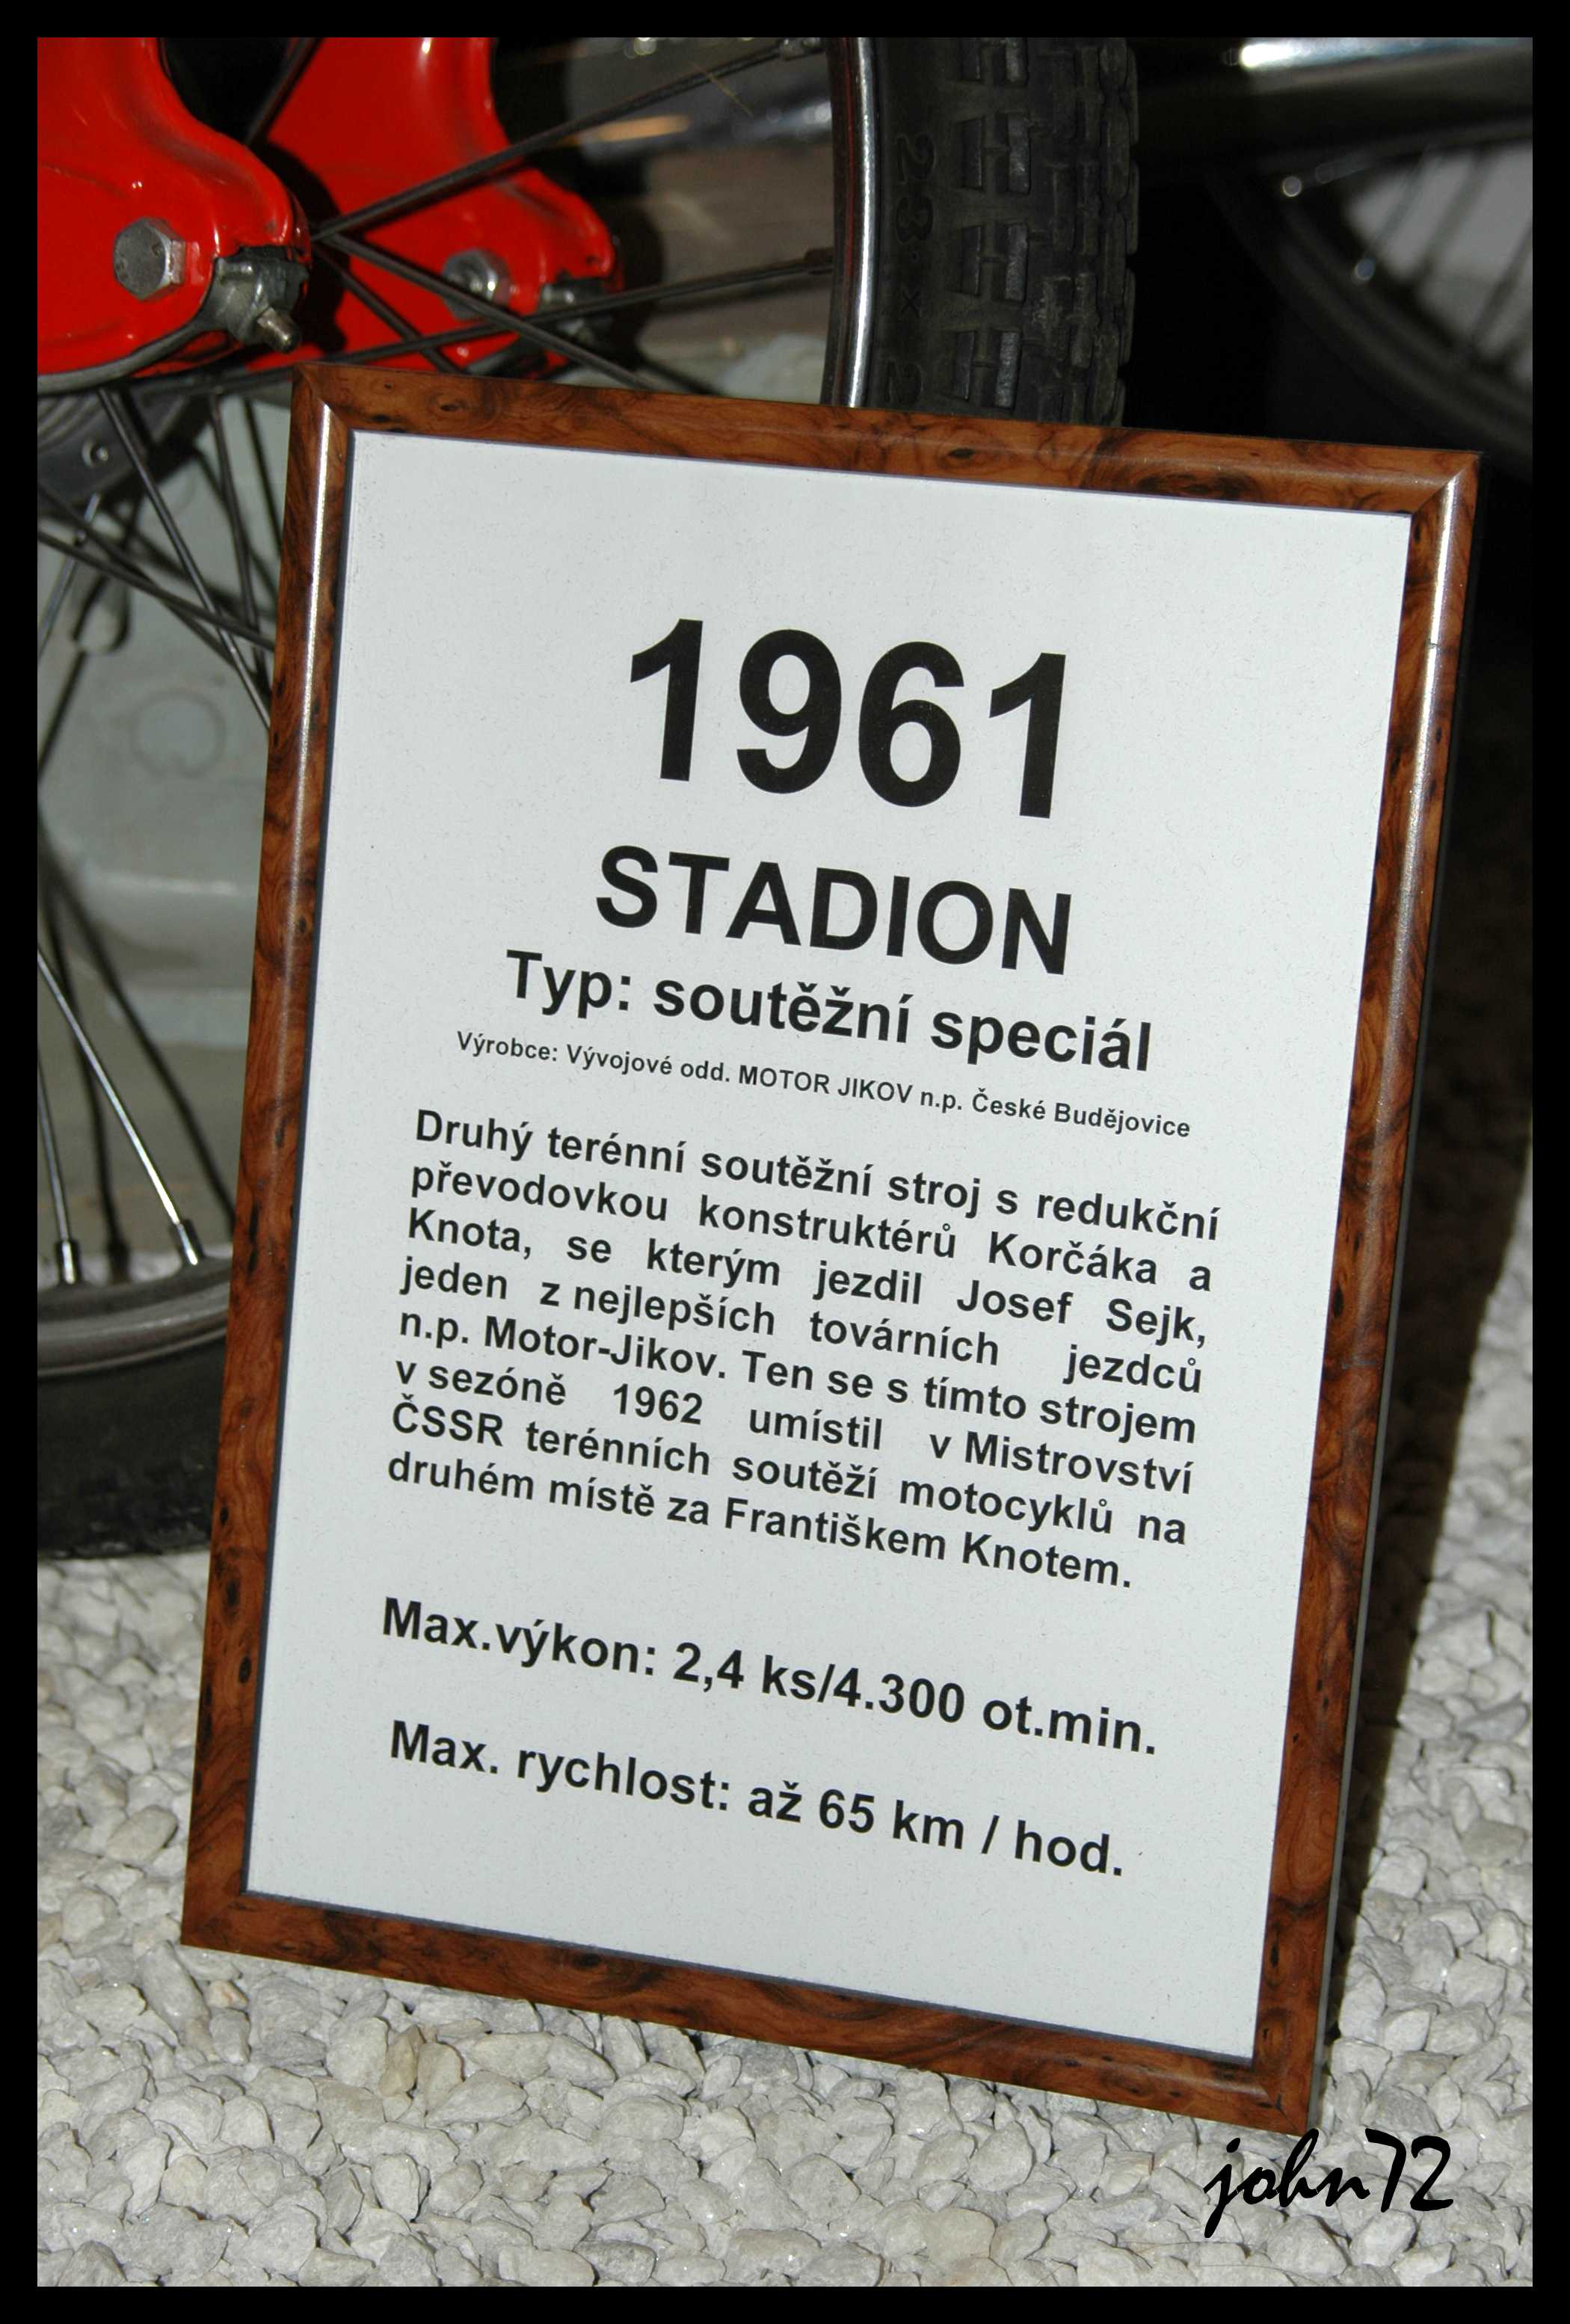 23 x 2
1961
STADION
Typ: soutěžní speciál
Výrobce: Vývojové odd. MOTOR JIKOV n.p. České Budějovice
Druhý terénní soutěžní stroj s redukční
převodovkou konstruktérů Korčáka a
Knota, se kterým jezdil Josef Sejk,
jeden z nejlepších továrních jezdců
n.p. Motor-Jikov. Ten se s tímto strojem
v sezóně 1962 umístil v Mistrovství
ČSSR terénních soutěží motocyklů na
druhém místě za Františkem Knotem.
Max.výkon: 2,4 ks/4.300 ot.min.
Max. rychlost: až 65 km / hod.
john72